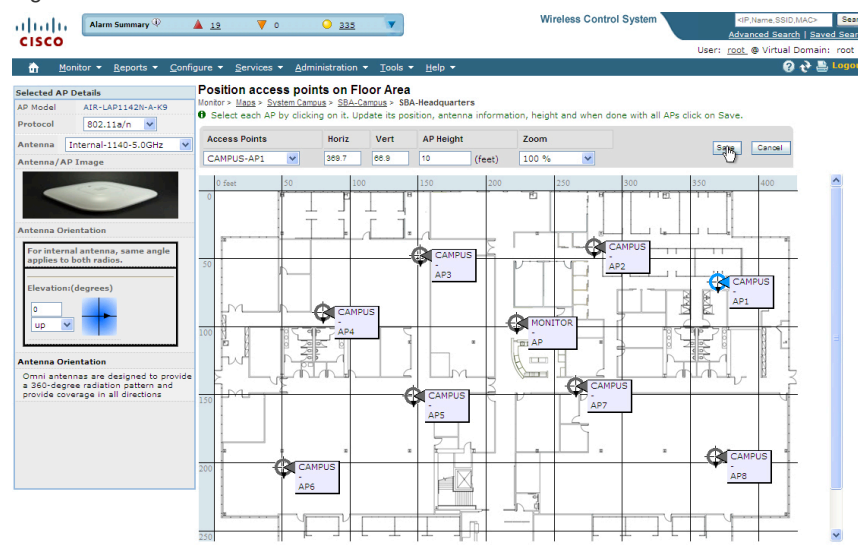 Alarm Summary 19 0 335
Wireless Control System
<IP,Name,SSID,MAC>
CISCO
Advanced Search | Saved Sear
User: root @ Virtual Domain: root
Monitor Reports Configure Services Administration Tools Help
Logou
Selected AP Details
AP Model AIR-LAP1142N-A-K9
Protocol 802.11a/n
Antenna Internal-1140-5.0GHz
Antenna/AP Image
Antenna Orientation
For internal antenna, same angle
applies to both radios.
Elevation:(degrees)
0
up
Antenna Orientation
Omni antennas are designed to provide
a 360-degree radiation pattern and
provide coverage in all directions
Position access points on Floor Area
Monitor > Maps > System Campus > SBA-Campus > SBA-Headquarters
Select each AP by clicking on it. Update its position, antenna information, height and when done with all APs click on Save.
Access Points Horiz Vert AP Height Zoom
CAMPUS-AP1 369.7 66.9 10 (feet) 100 %
Save Cancel
0 feet 50 100 150 200 250 300 350 400
0
50
100
150
200
250
CAMPUS
-
AP3
CAMPUS
-
AP2
CAMPUS
-
AP1
CAMPUS
-
AP4
MONITOR
-
AP
CAMPUS
-
AP5
CAMPUS
-
AP7
CAMPUS
-
AP6
CAMPUS
-
AP8